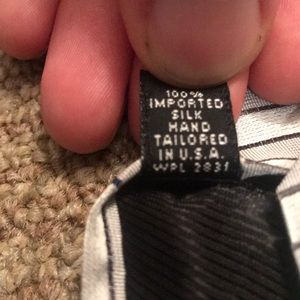 100%
IMPORTED
SILK
HAND
TAILORED
IN U.S.A.
WPL 2831